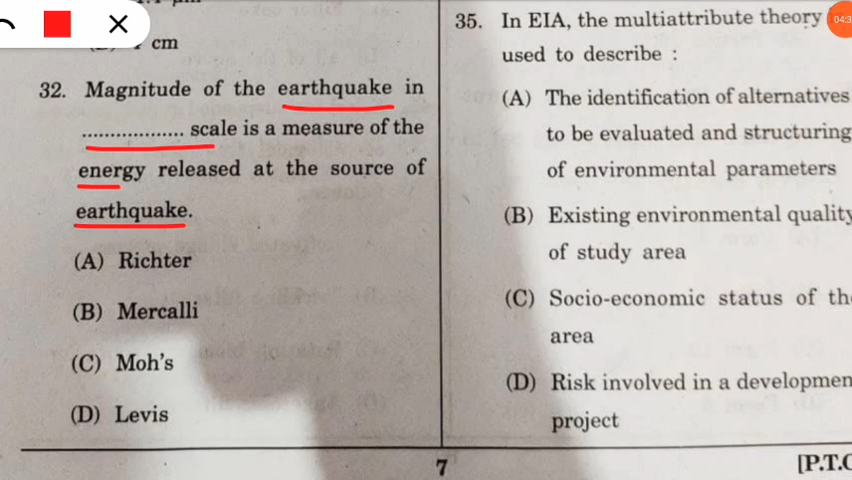 cm
32. Magnitude of the earthquake in
.................. scale is a measure of the
energy released at the source of
earthquake.
(A) Richter
(B) Mercalli
(C) Moh's
(D) Levis
35. In EIA, the multiattribute theory
used to describe :
(A) The identification of alternatives
to be evaluated and structuring
of environmental parameters
(B) Existing environmental quality
of study area
(C) Socio-economic status of
area
(D) Risk involved in a
project
7
[P.T.
04:3